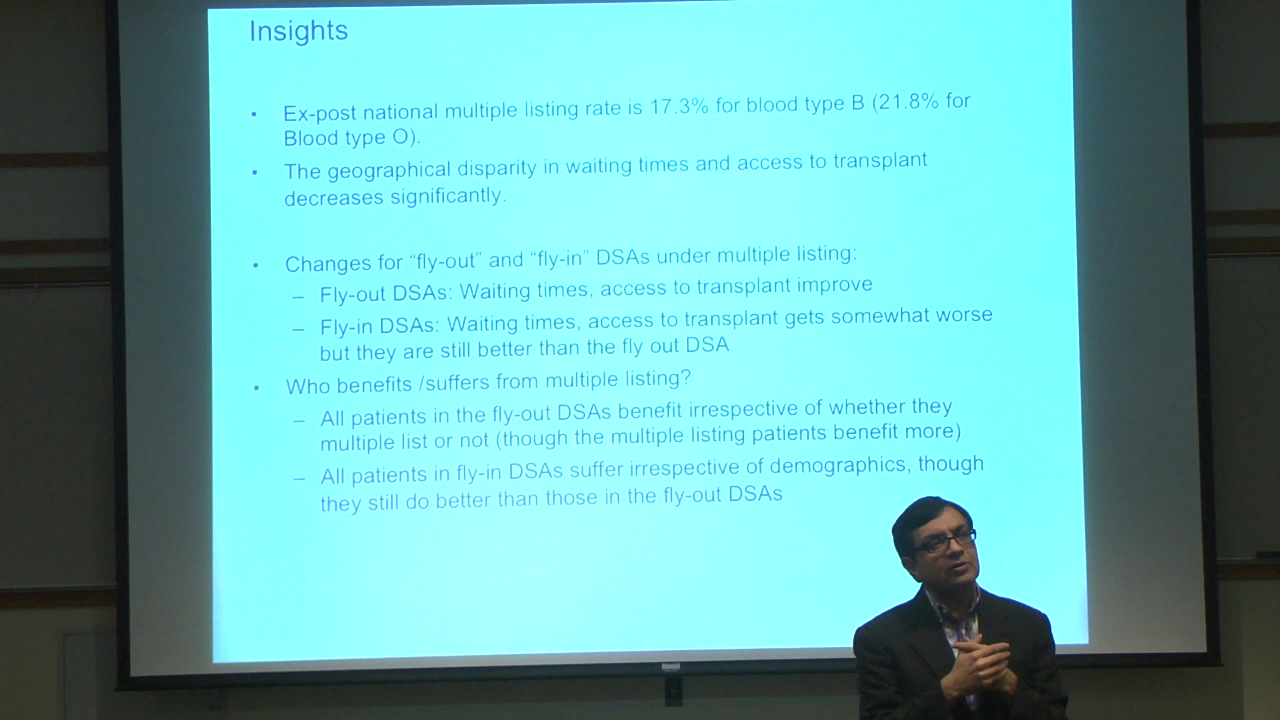 Insights
• Ex-post national multiple listing rate is 17.3% for blood type B (21.8% for
Blood type O).
• The geographical disparity in waiting times and access to transplant
decreases significantly.
• Changes for “fly-out” and “fly-in” DSAs under multiple listing:
– Fly-out DSAs: Waiting times, access to transplant improve
– Fly-in DSAs: Waiting times, access to transplant gets somewhat worse
but they are still better than the fly out DSA
• Who benefits /suffers from multiple listing?
– All patients in the fly-out DSAs benefit irrespective of whether they
multiple list or not (though the multiple listing patients benefit more)
– All patients in fly-in DSAs suffer irrespective of demographics, though
they still do better than those in the fly-out DSAs